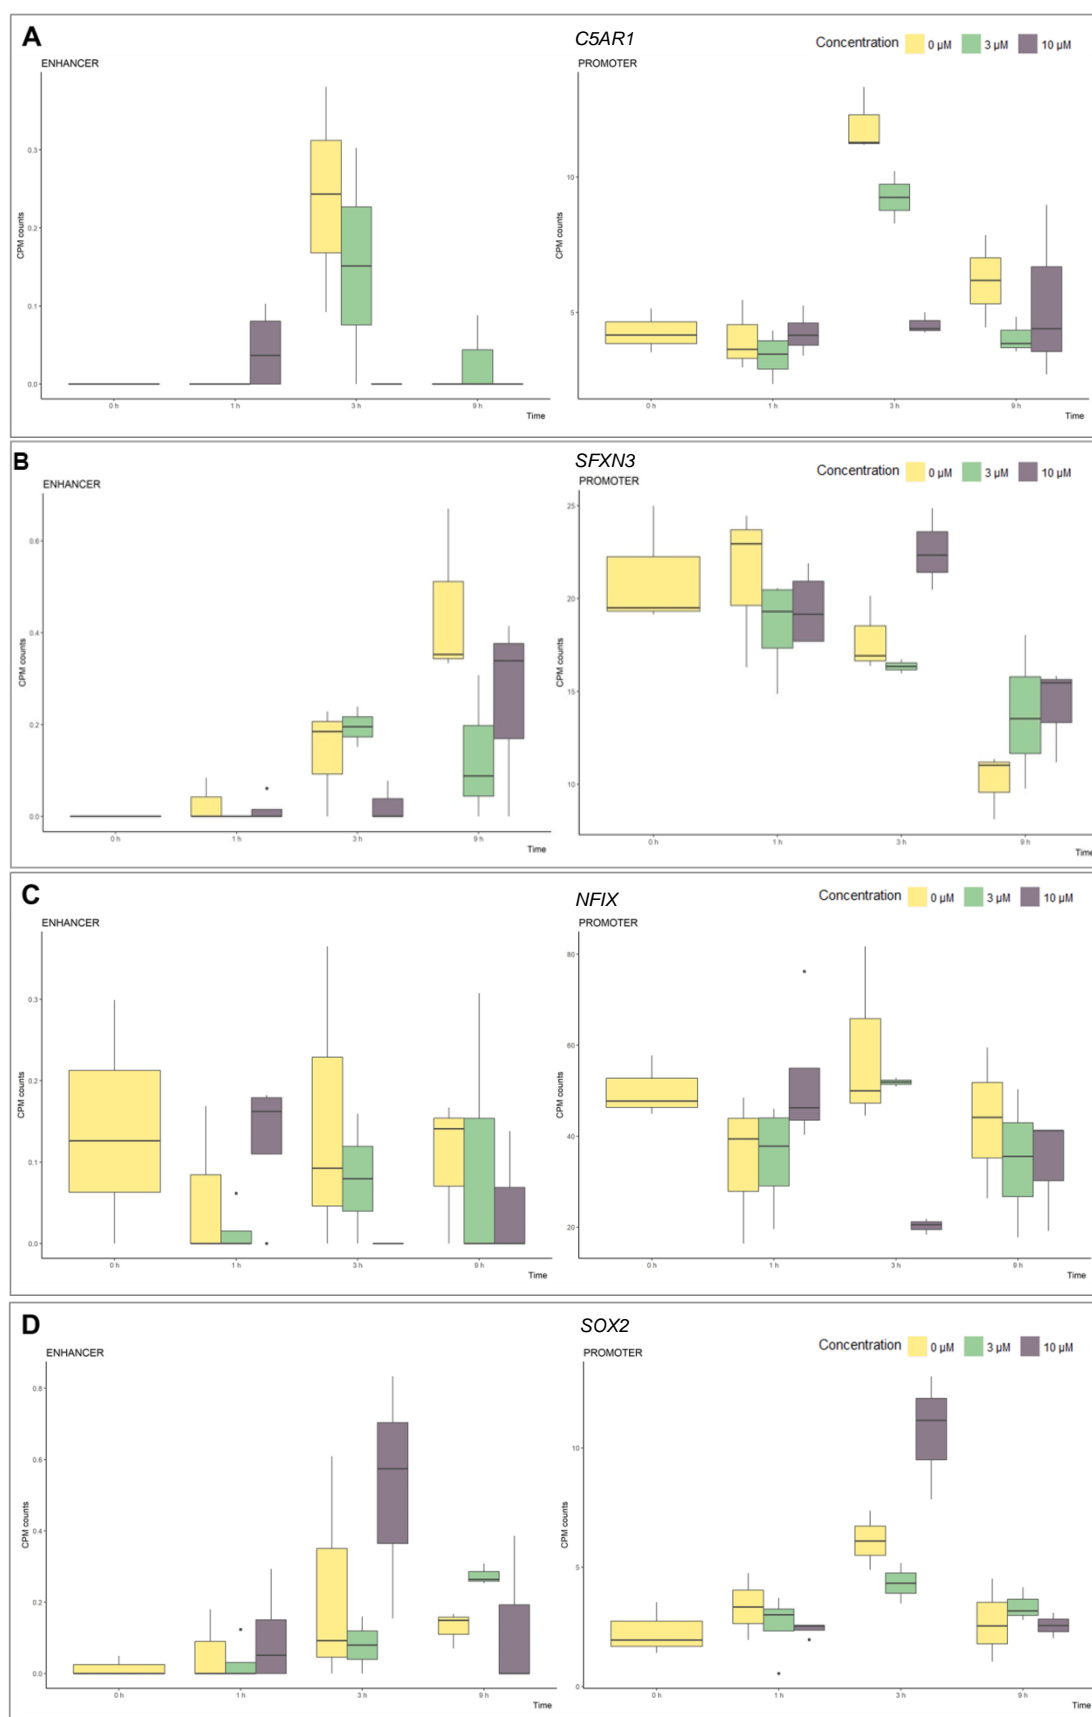 A
C5AR1
Concentration 0 µM 3 µM 10 µM
ENHANCER
PROMOTER
CPM counts
0.3
0.2
0.1
0.0
0 h 1 h 3 h 9 h
Time
CPM counts
10
5
0 h 1 h 3 h 9 h
Time
B
SFXN3
Concentration 0 µM 3 µM 10 µM
ENHANCER
PROMOTER
CPM counts
0.6
0.4
0.2
0.0
0 h 1 h 3 h 9 h
Time
CPM counts
25
20
15
10
0 h 1 h 3 h 9 h
Time
C
NFIX
Concentration 0 µM 3 µM 10 µM
ENHANCER
PROMOTER
CPM counts
0.3
0.2
0.1
0.0
0 h 1 h 3 h 9 h
Time
CPM counts
80
60
40
20
0 h 1 h 3 h 9 h
Time
D
SOX2
Concentration 0 µM 3 µM 10 µM
ENHANCER
PROMOTER
CPM counts
0.8
0.6
0.4
0.2
0.0
0 h 1 h 3 h 9 h
Time
CPM counts
10
5
0
0 h 1 h 3 h 9 h
Time